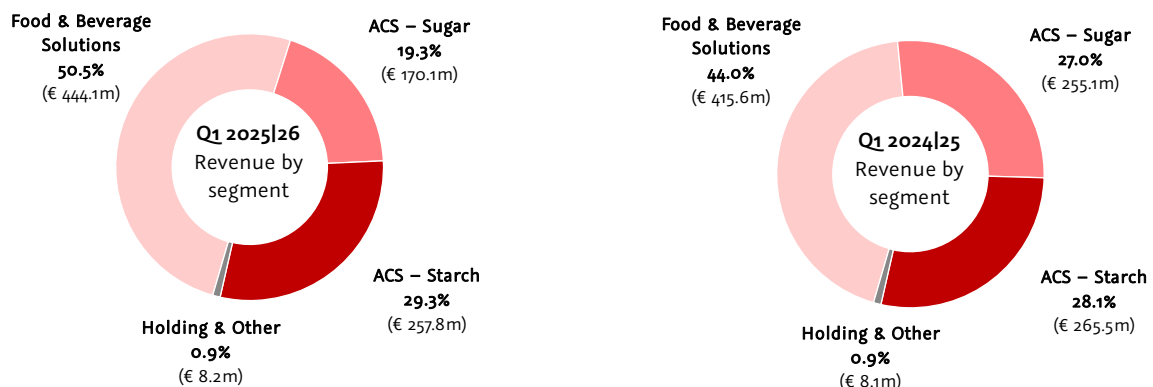 Food & Beverage
Solutions
50.5%
(€ 444.1m)
ACS – Sugar
19.3%
(€ 170.1m)
Q1 2025|26
Revenue by
segment
ACS – Starch
29.3%
(€ 257.8m)
Holding & Other
0.9%
(€ 8.2m)
Food & Beverage
Solutions
44.0%
(€ 415.6m)
ACS – Sugar
27.0%
(€ 255.1m)
Q1 2024|25
Revenue by
segment
ACS – Starch
28.1%
(€ 265.5m)
Holding & Other
0.9%
(€ 8.1m)